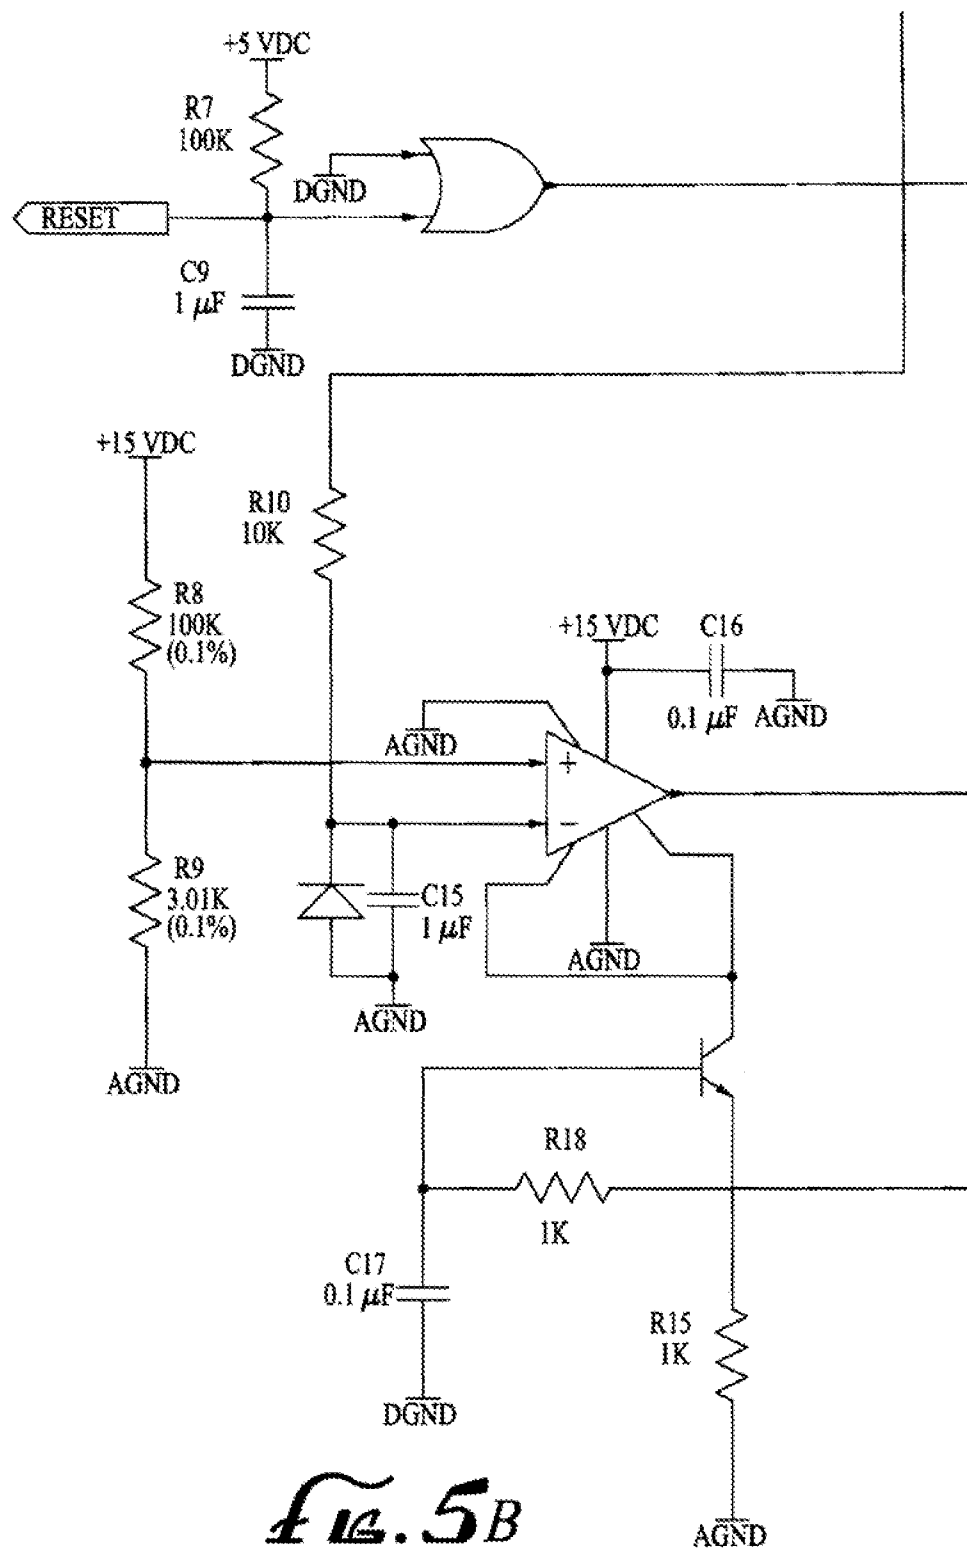 +5 VDC
R7
100K
DGND
RESET
C9
1 µF
DGND
+15 VDC
R10
10K
R8
100K
(0.1%)
+15 VDC
C16
0.1 µF
AGND
AGND
+
−
R9
3.01K
(0.1%)
C15
1 µF
AGND
AGND
AGND
R18
1K
C17
0.1 µF
R15
1K
DGND
AGND
FIG. 5B